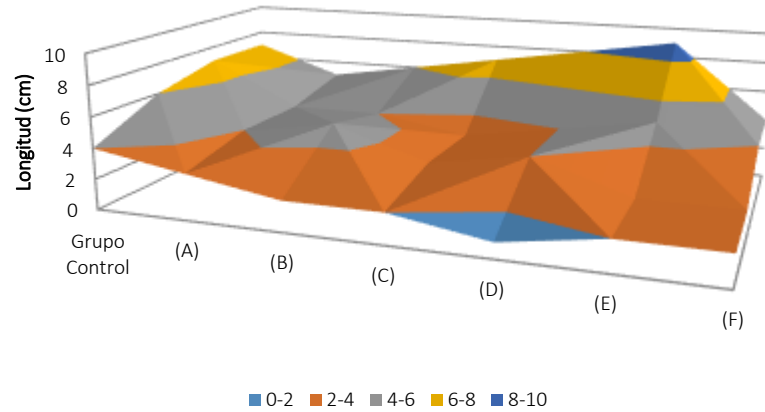 10
8
6
4
2
0
Longitud (cm)
Grupo
Control
(A)
(B)
(C)
(D)
(E)
(F)
0-2 2-4 4-6 6-8 8-10